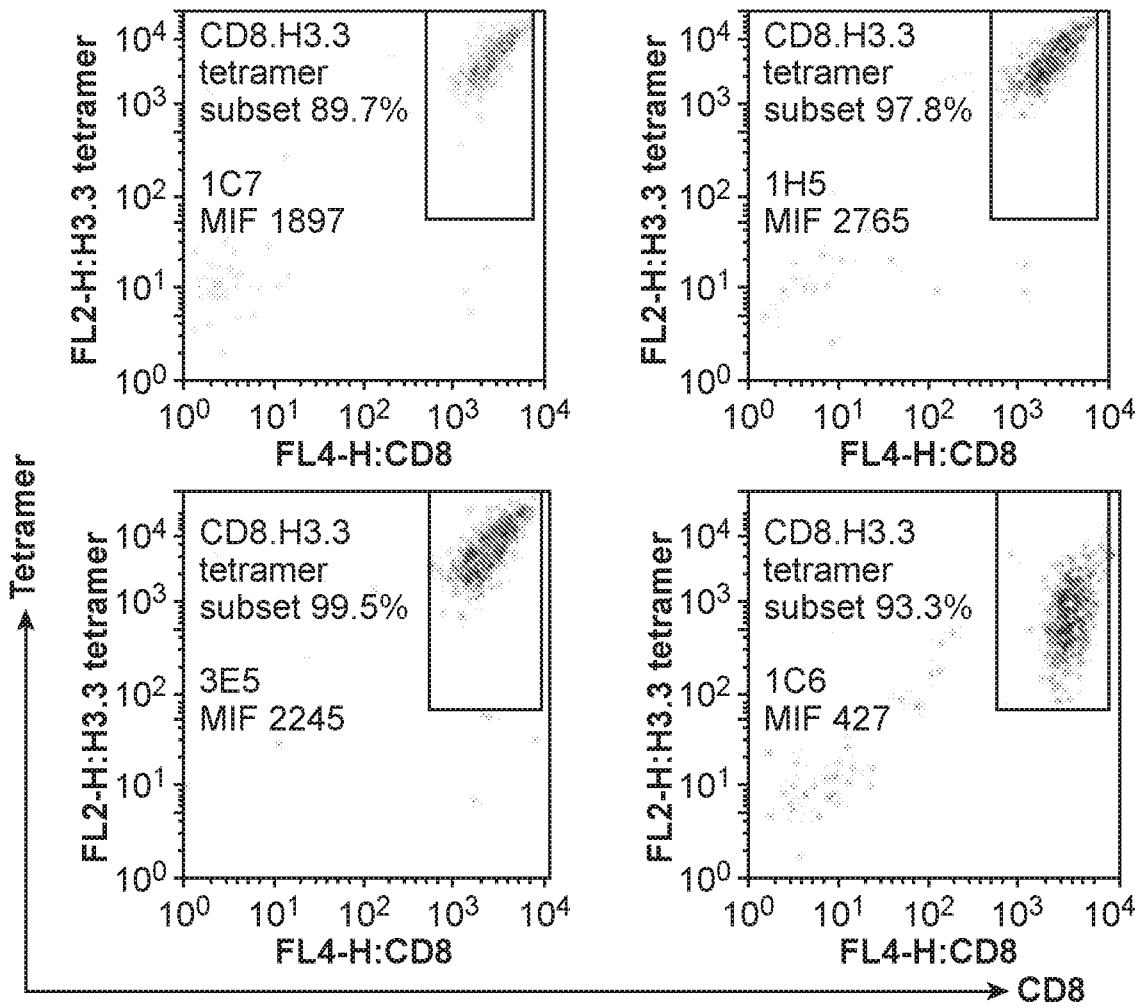 FL2-H:H3.3 tetramer
10⁴
10³
10²
10¹
10⁰
CD8.H3.3
tetramer
subset 89.7%
1C7
MIF 1897
10⁰ 10¹ 10² 10³ 10⁴
FL4-H:CD8
FL2-H:H3.3 tetramer
10⁴
10³
10²
10¹
10⁰
CD8.H3.3
tetramer
subset 97.8%
1H5
MIF 2765
10⁰ 10¹ 10² 10³ 10⁴
FL4-H:CD8
Tetramer
FL2-H:H3.3 tetramer
10⁴
10³
10²
10¹
10⁰
CD8.H3.3
tetramer
subset 99.5%
3E5
MIF 2245
10⁰ 10¹ 10² 10³ 10⁴
FL4-H:CD8
FL2-H:H3.3 tetramer
10⁴
10³
10²
10¹
10⁰
CD8.H3.3
tetramer
subset 93.3%
1C6
MIF 427
10⁰ 10¹ 10² 10³ 10⁴
FL4-H:CD8
CD8